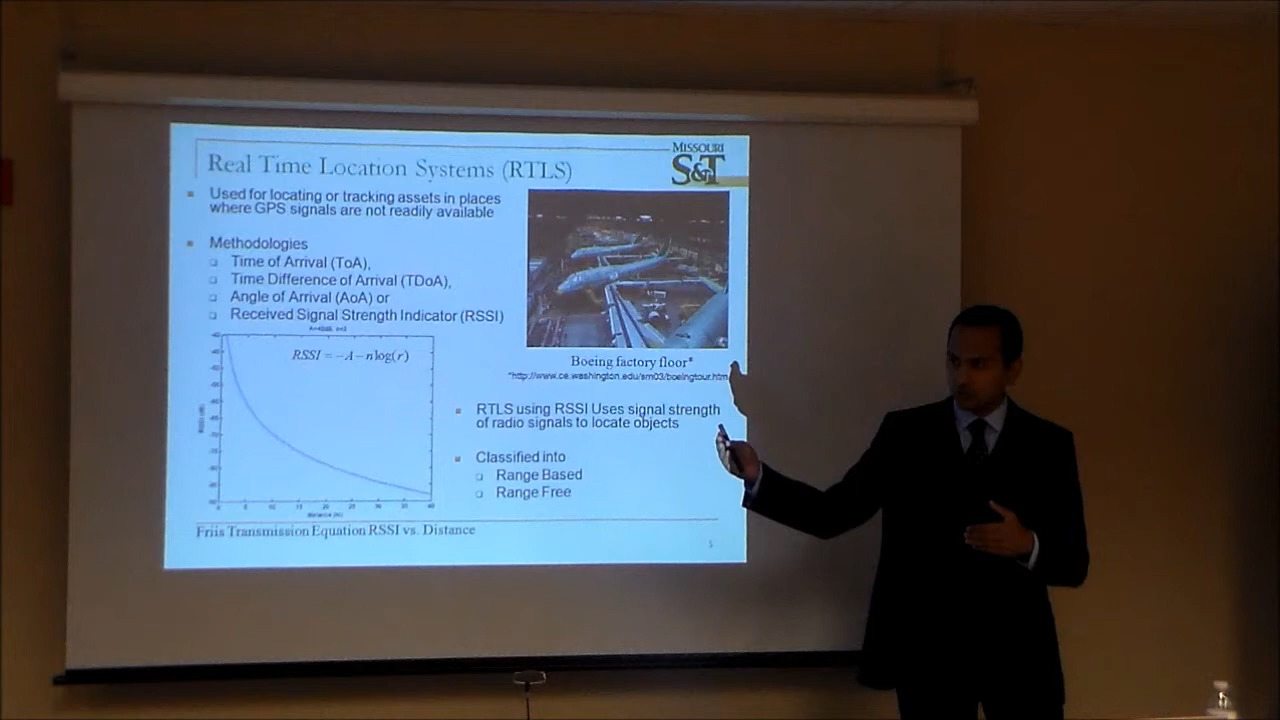 Real Time Location Systems (RTLS)
MISSOURI
S&T
Used for locating or tracking assets in places
where GPS signals are not readily available
Methodologies
Time of Arrival (ToA),
Time Difference of Arrival (TDoA),
Angle of Arrival (AoA) or
Received Signal Strength Indicator (RSSI)
RSSI = -A - n log(r)
Boeing factory floor*
*http://www.ce.washington.edu/sm03/boeingtour.htm
RTLS using RSSI Uses signal strength
of radio signals to locate objects
Classified into
Range Based
Range Free
Friis Transmission Equation RSSI vs. Distance
5